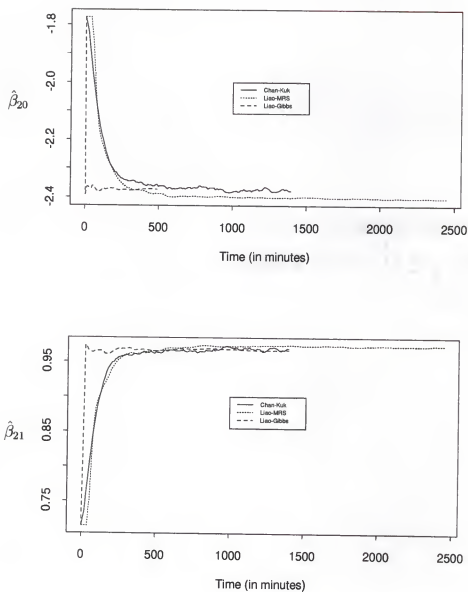 -1.8
-2.0
-2.2
-2.4
β̂20
Chan-Kuk
Liao-MRS
Liao-Gibbs
0 500 1000 1500 2000 2500
Time (in minutes)
0.95
0.85
0.75
β̂21
Chan-Kuk
Liao-MRS
Liao-Gibbs
0 500 1000 1500 2000 2500
Time (in minutes)